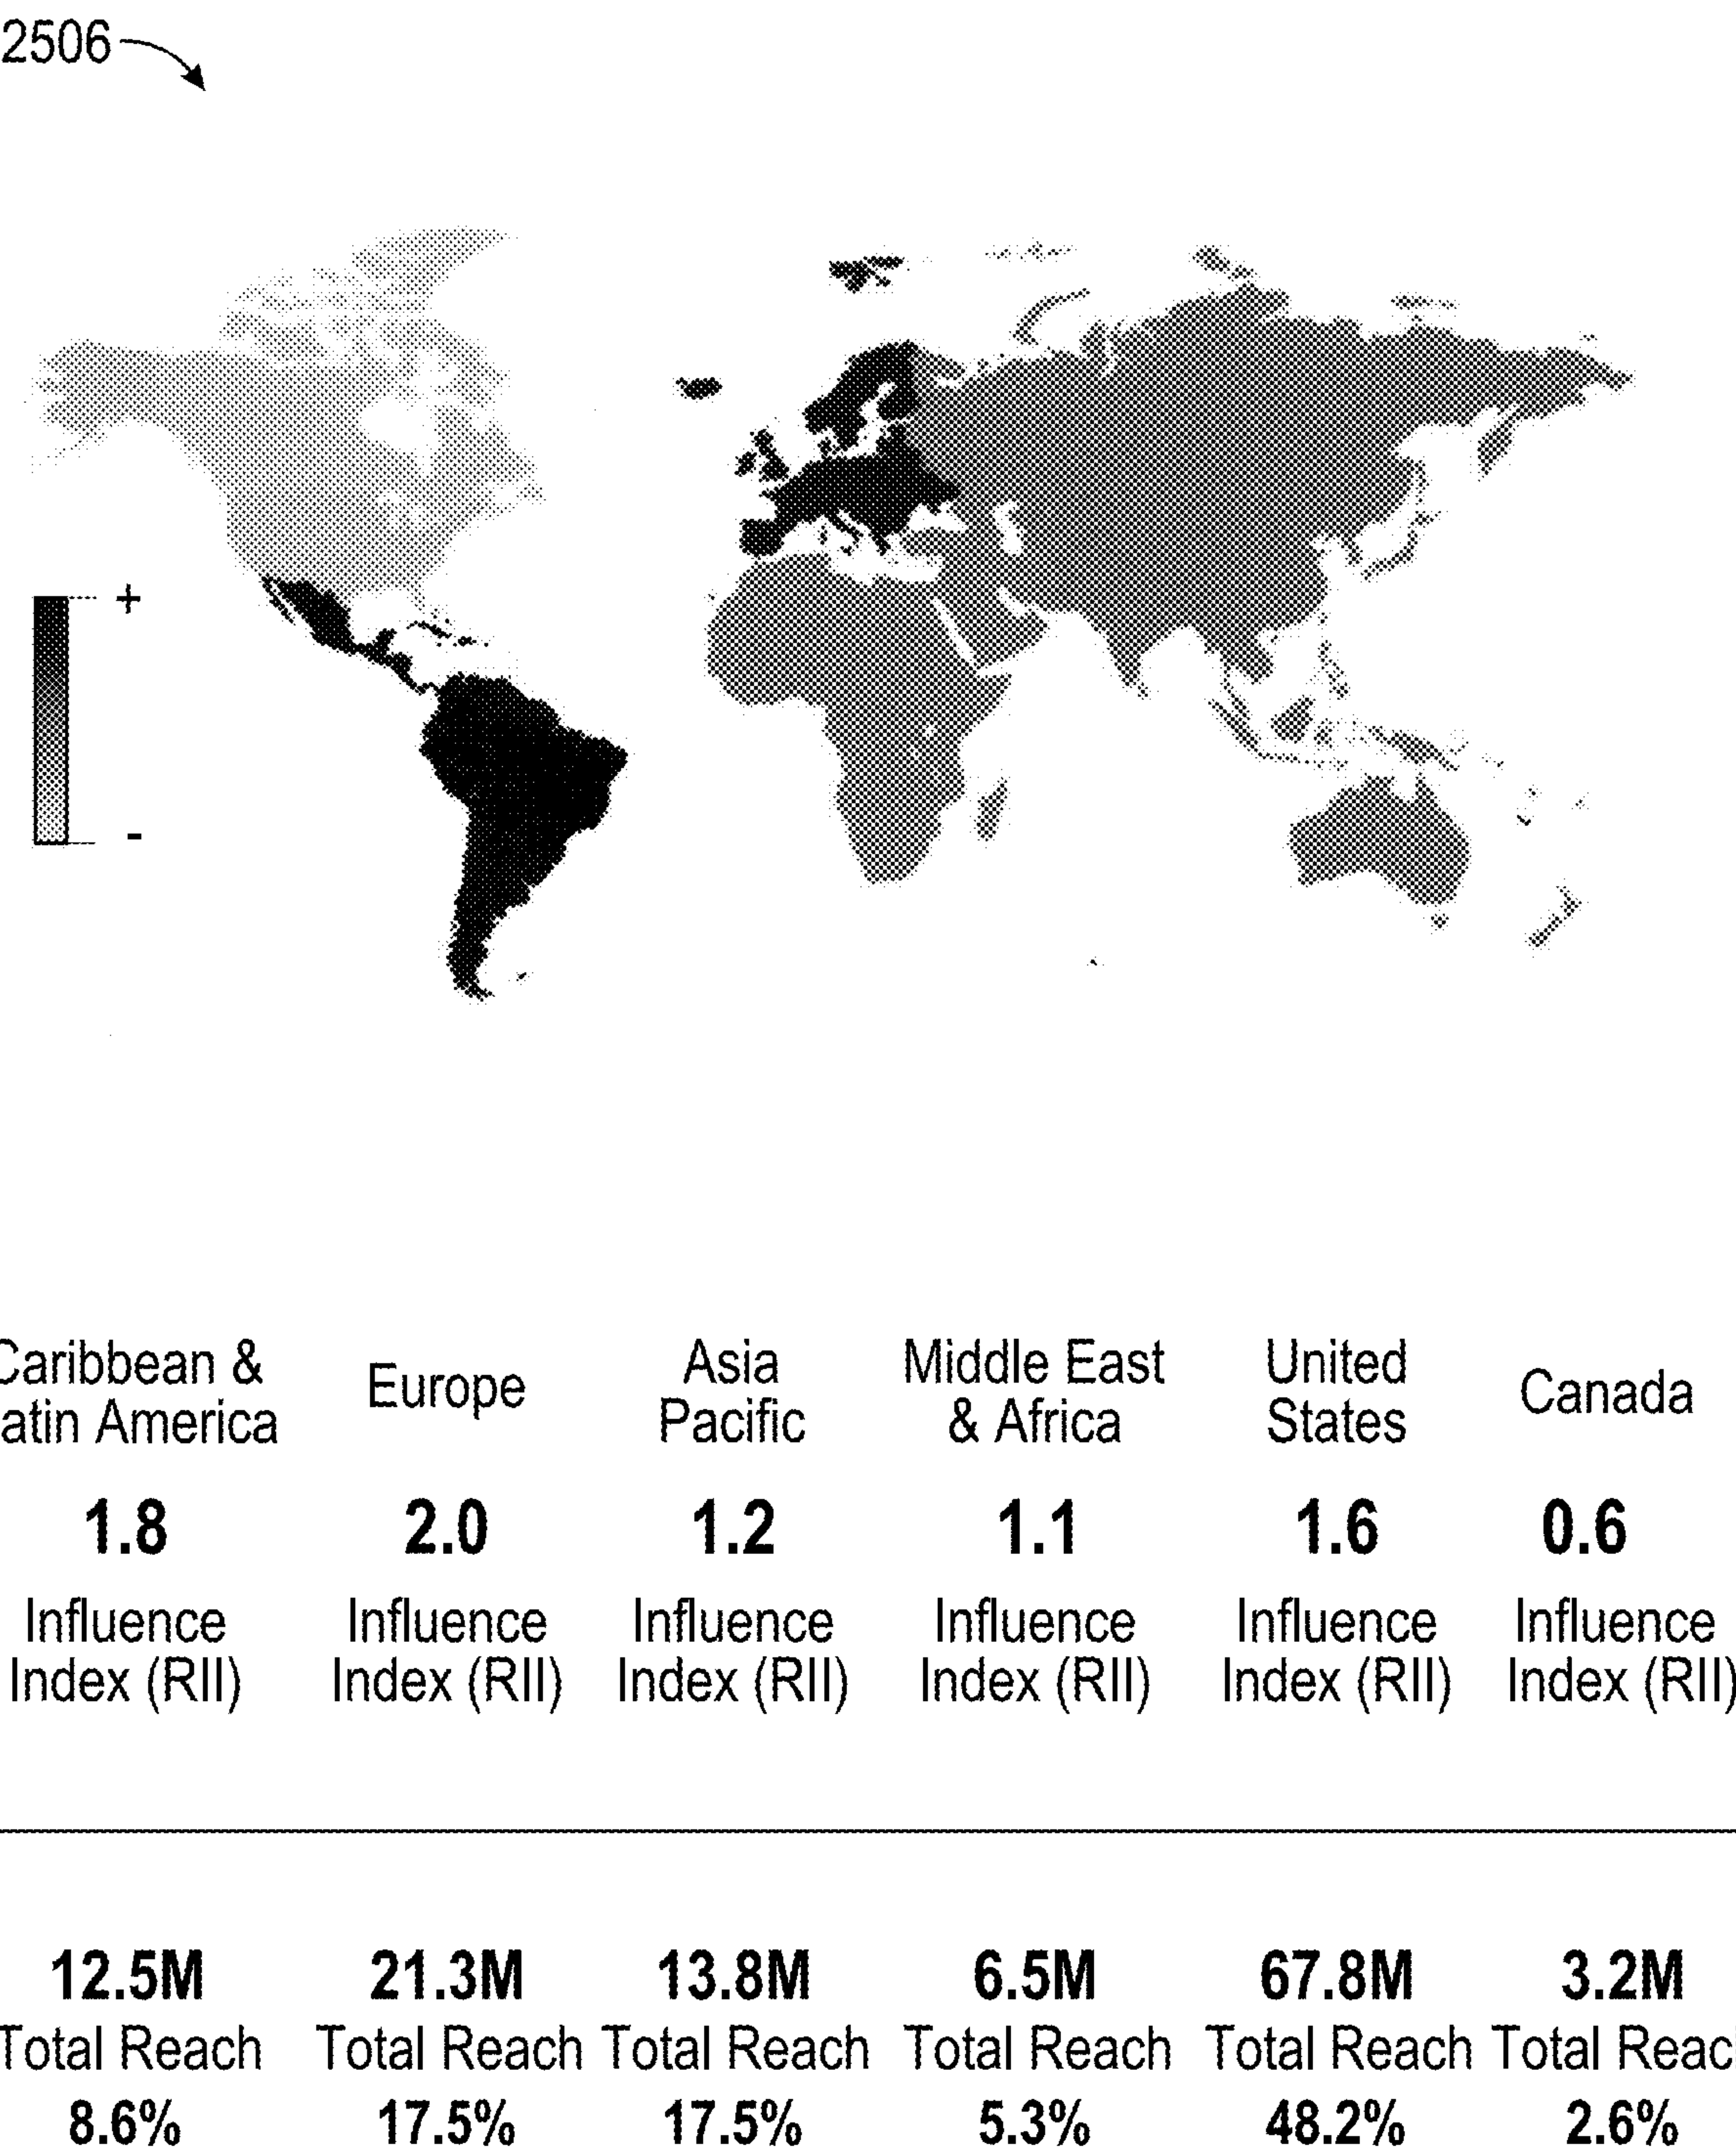 2506
+
-
Caribbean &
Latin America
Europe
Asia
Pacific
Middle East
& Africa
United
States
Canada
1.8
2.0
1.2
1.1
1.6
0.6
Influence
Index (RII)
Influence
Index (RII)
Influence
Index (RII)
Influence
Index (RII)
Influence
Index (RII)
Influence
Index (RII)
12.5M
21.3M
13.8M
6.5M
67.8M
3.2M
Total Reach
Total Reach
Total Reach
Total Reach
Total Reach
Total Reach
8.6%
17.5%
17.5%
5.3%
48.2%
2.6%